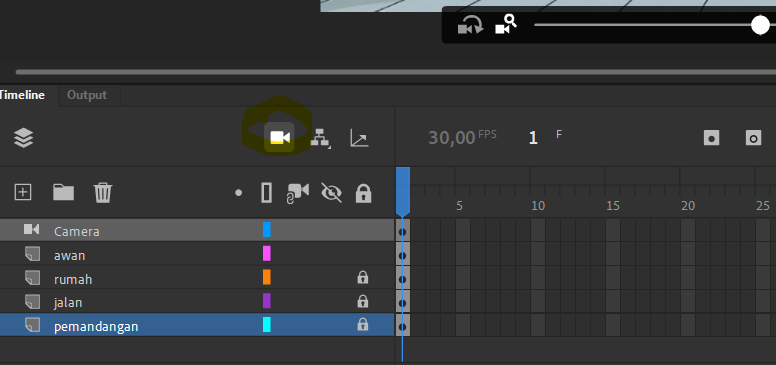 Timeline Output
30,00 FPS 1 F
5 10 15 20 25
Camera
awan
rumah
jalan
pemandangan